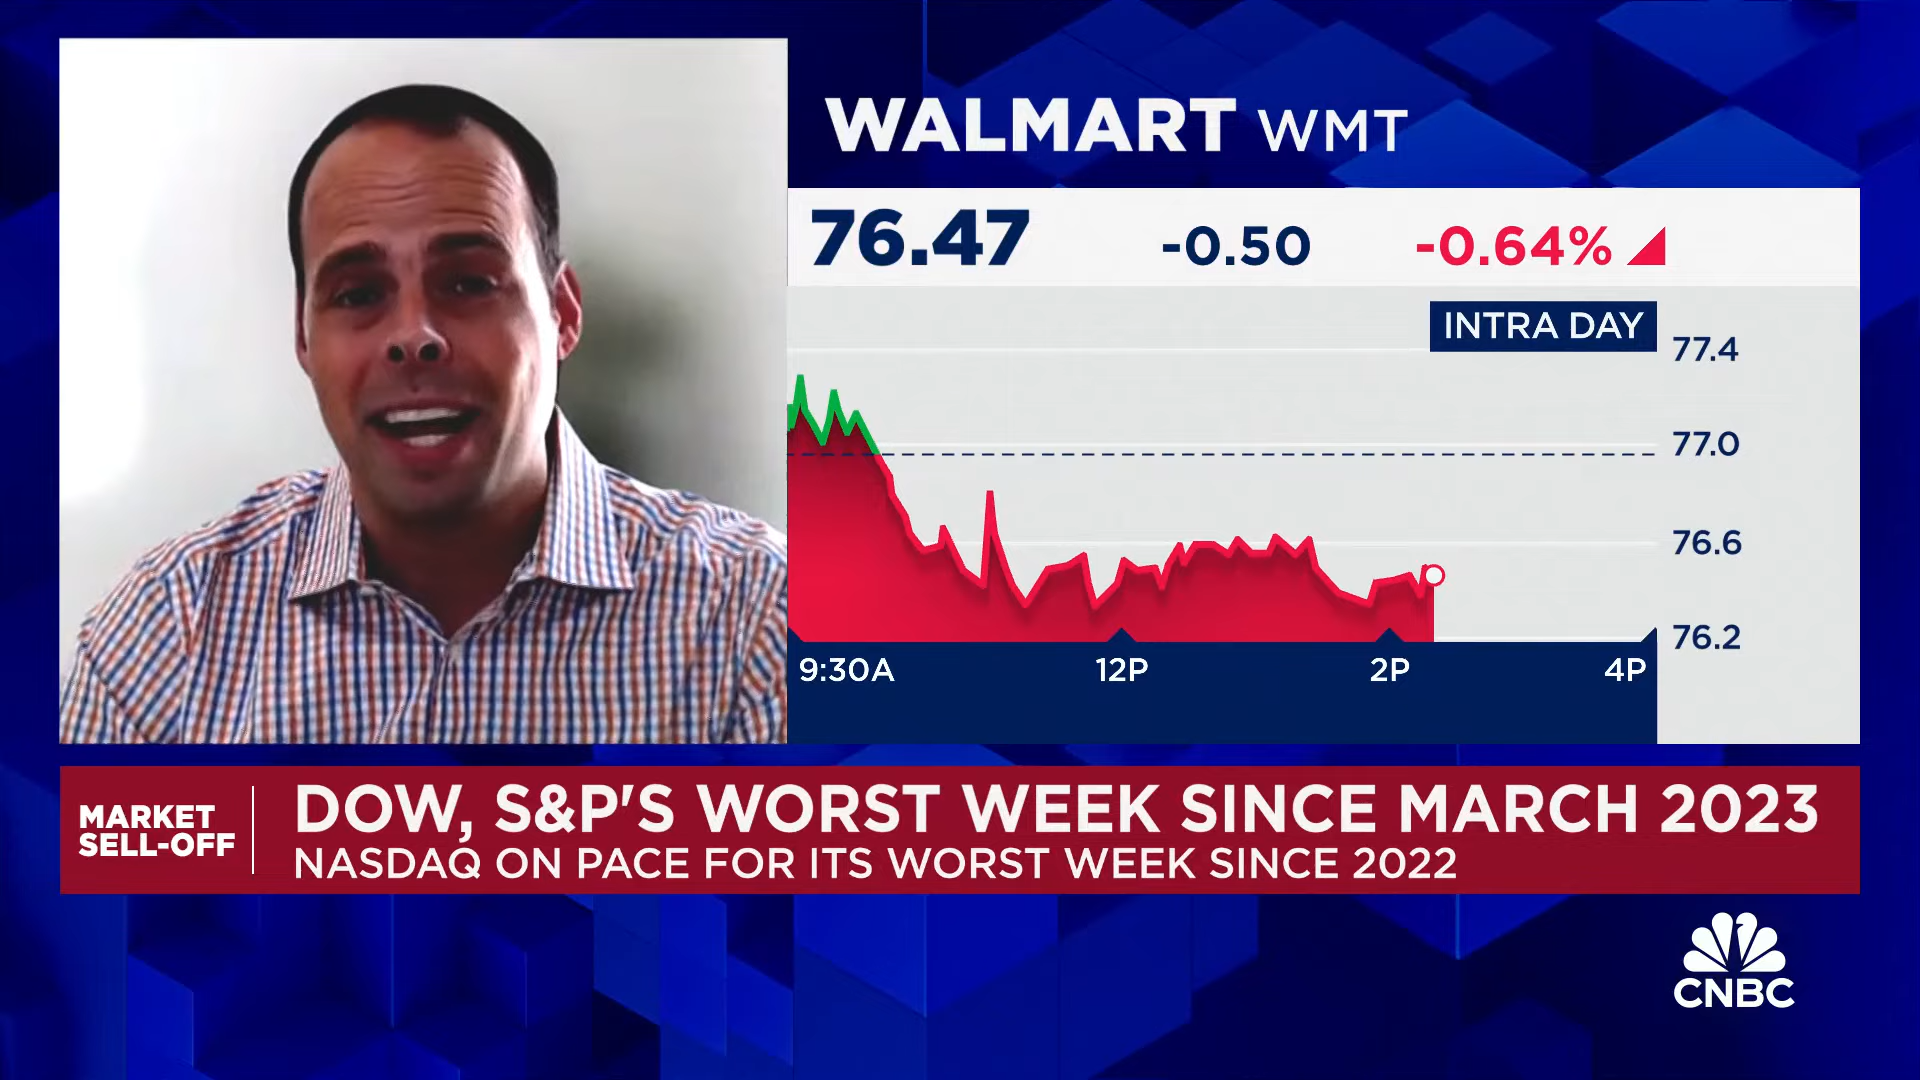 WALMART WMT
76.47 -0.50 -0.64%
INTRA DAY
77.4
77.0
76.6
76.2
9:30A 12P 2P 4P
MARKET
SELL-OFF
DOW, S&P'S WORST WEEK SINCE MARCH 2023
NASDAQ ON PACE FOR ITS WORST WEEK SINCE 2022
CNBC